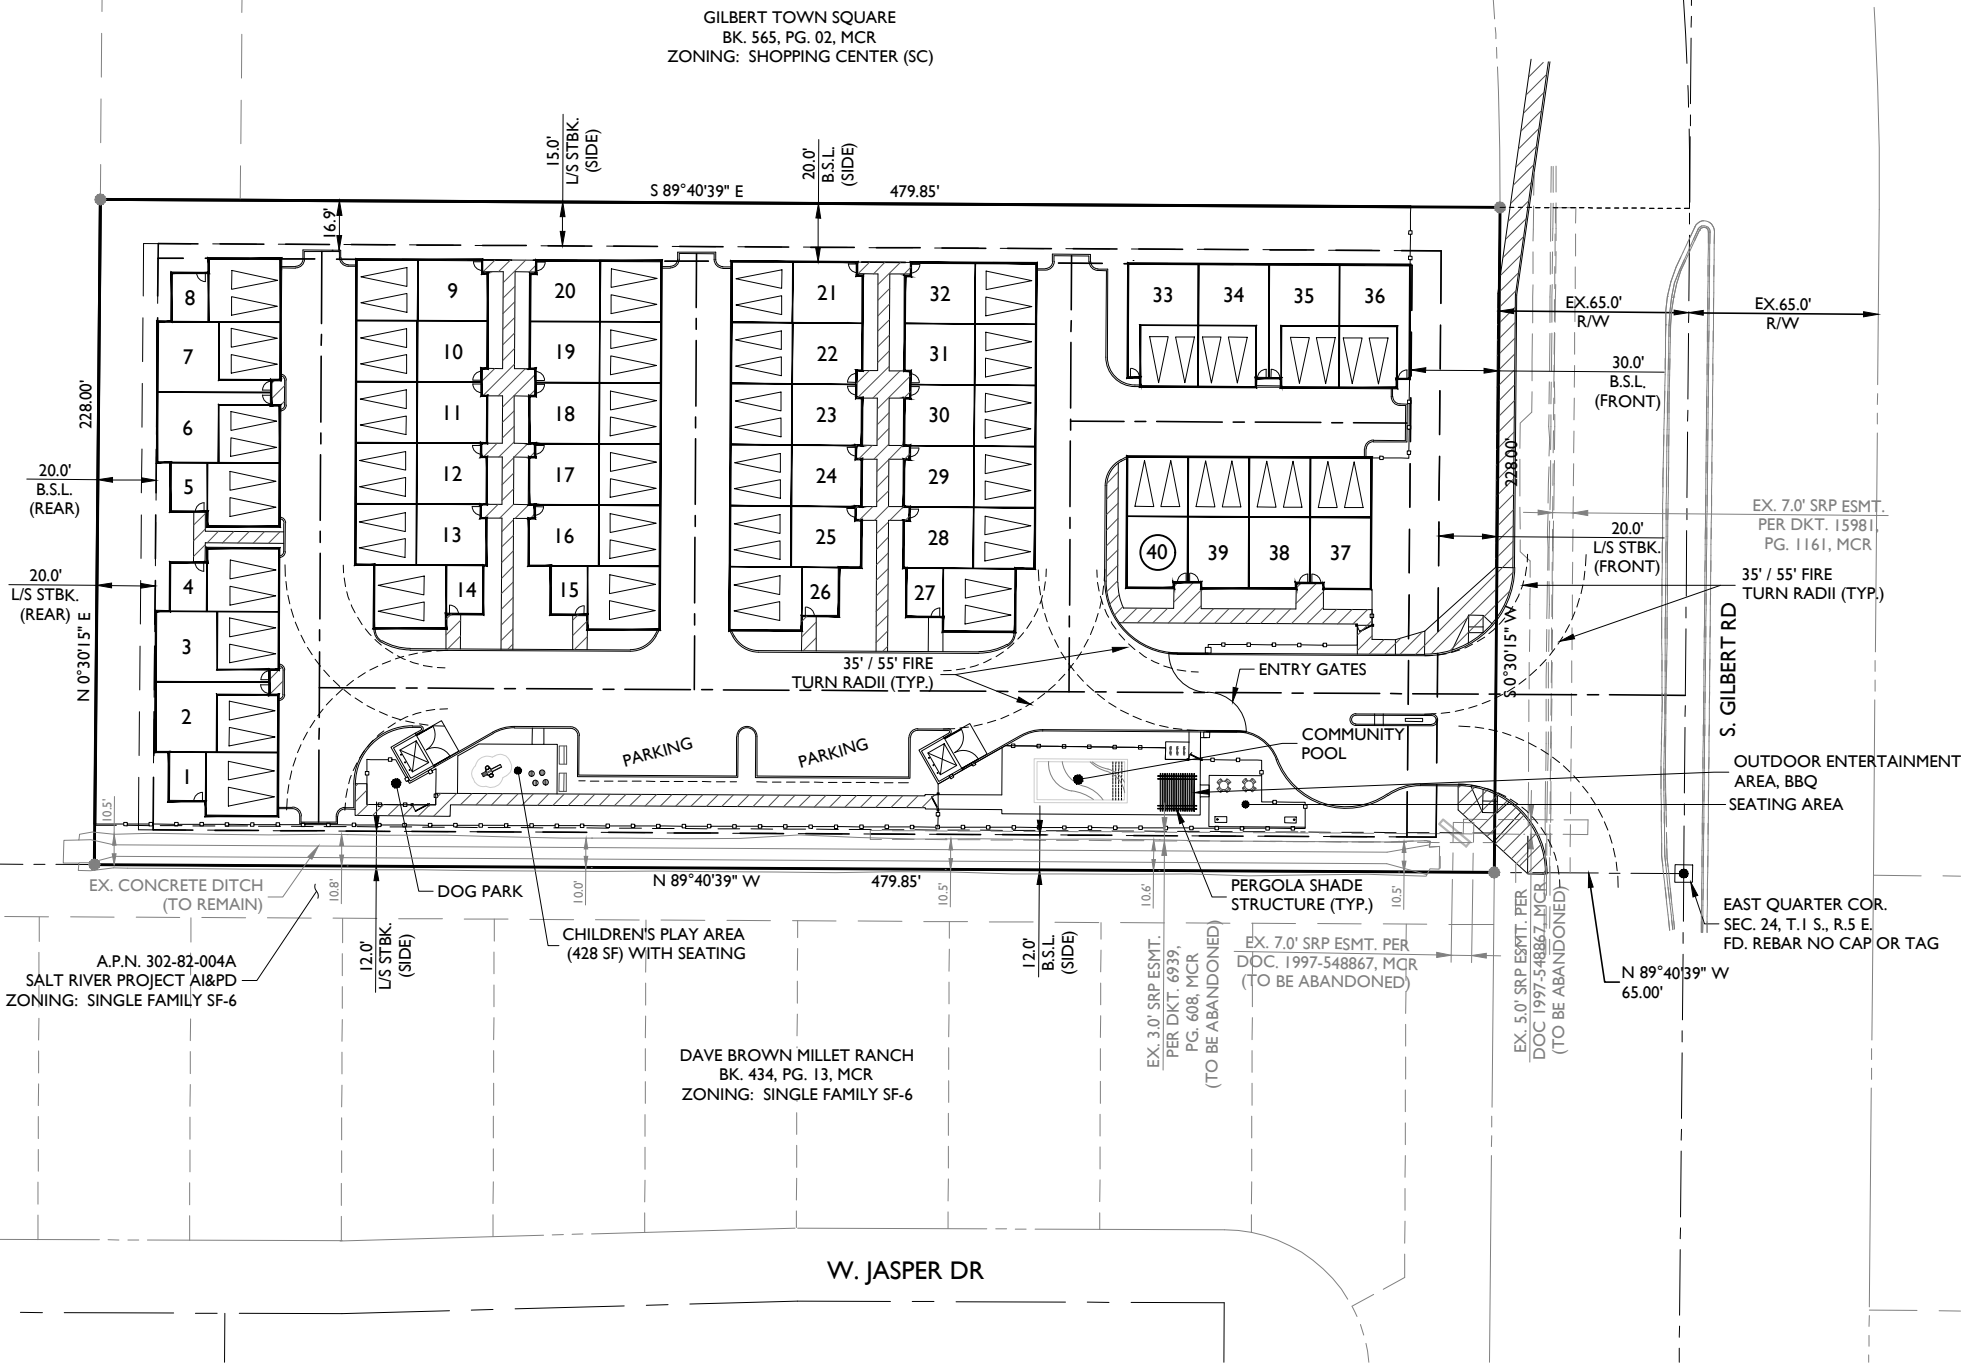 GILBERT TOWN SQUARE
BK. 565, PG. 02, MCR
ZONING: SHOPPING CENTER (SC)
15.0'
L/S STBK.
(SIDE)
20.0'
B.S.L.
(SIDE)
S 89°40'39" E 479.85'
16.9'
8
7
6
5
4
3
2
1
9
10
11
12
13
14
20
19
18
17
16
15
21
22
23
24
25
26
32
31
30
29
28
27
33
34
35
36
40
39
38
37
228.00'
N 0°30'15" E
20.0'
B.S.L.
(REAR)
20.0'
L/S STBK.
(REAR)
EX.65.0'
R/W
EX.65.0'
R/W
30.0'
B.S.L.
(FRONT)
228.00'
S 0°30'15" W
EX. 7.0' SRP ESMT.
PER DKT. 15981,
PG. 1161, MCR
20.0'
L/S STBK.
(FRONT)
35' / 55' FIRE
TURN RADII (TYP.)
S. GILBERT RD
35' / 55' FIRE
TURN RADII (TYP.)
ENTRY GATES
PARKING
PARKING
COMMUNITY
POOL
OUTDOOR ENTERTAINMENT
AREA, BBQ
SEATING AREA
10.5'
10.8'
10.0'
10.5'
10.6'
10.5'
EX. CONCRETE DITCH
(TO REMAIN)
DOG PARK
N 89°40'39" W 479.85'
PERGOLA SHADE
STRUCTURE (TYP.)
EAST QUARTER COR.
SEC. 24, T.1 S., R.5 E.
FD. REBAR NO CAP OR TAG
12.0'
L/S STBK.
(SIDE)
CHILDREN'S PLAY AREA
(428 SF) WITH SEATING
12.0'
B.S.L.
(SIDE)
A.P.N. 302-82-004A
SALT RIVER PROJECT AI&PD
ZONING: SINGLE FAMILY SF-6
EX. 3.0' SRP ESMT.
PER DKT. 6939,
PG. 608, MCR
(TO BE ABANDONED)
EX. 7.0' SRP ESMT. PER
DOC. 1997-548867, MCR
(TO BE ABANDONED)
EX. 5.0' SRP ESMT. PER
DOC 1997-548867, MCR
(TO BE ABANDONED)
N 89°40'39" W
65.00'
DAVE BROWN MILLET RANCH
BK. 434, PG. 13, MCR
ZONING: SINGLE FAMILY SF-6
W. JASPER DR